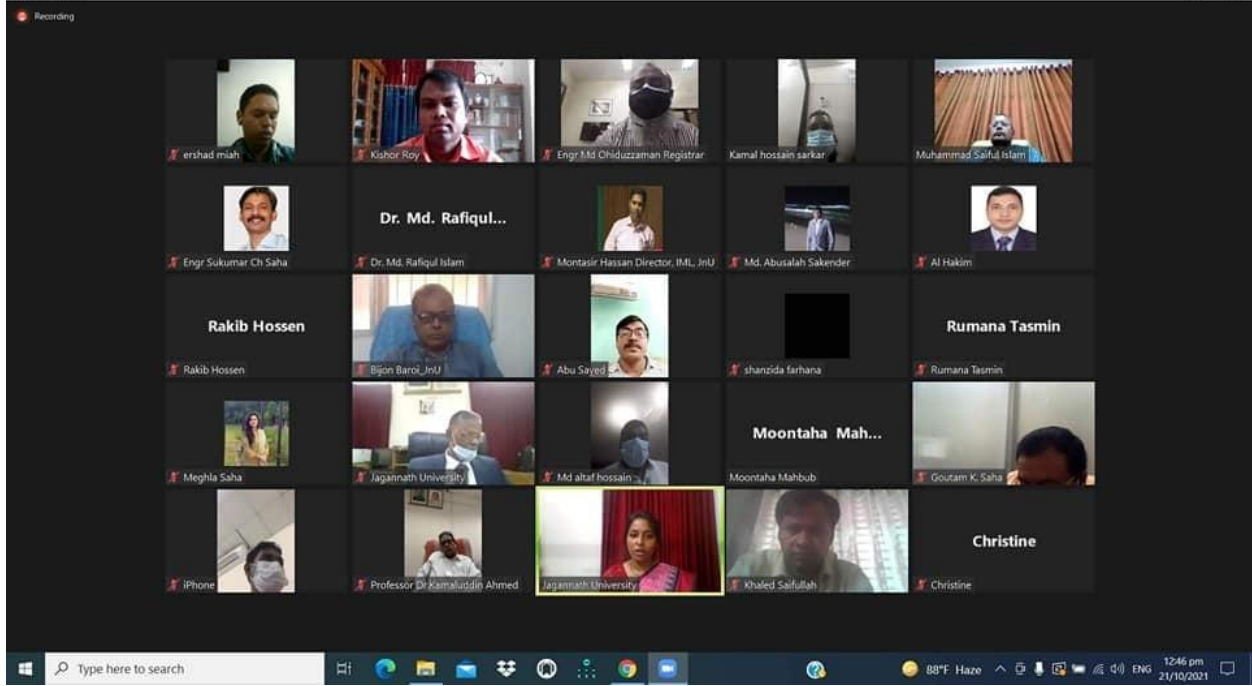 Recording
ershad miah
Kishor Roy
Engr Md Ohiduzzaman Registrar
Kamal hossain sarkar
Muhammad Saiful Islam
Dr. Md. Rafiqul...
Engr Sukumar Ch Saha
Dr. Md. Rafiqul Islam
Montasir Hassan Director, IML, JnU
Md. Abusalah Sakender
Al Hakim
Rakib Hossen
Rumana Tasmin
Rakib Hossen
Bijon Baroi_JnU
Abu Sayed
shanzida farhana
Rumana Tasmin
Moontaha Mah...
Meghla Saha
Jagannath University
Md altaf hossain
Moontaha Mahbub
Goutam K. Saha
Christine
iPhone
Professor Dr Kamaluddin Ahmed
Jagannath University
Khaled Saifullah
Christine
Type here to search
88°F Haze
ENG
12:46 pm
21/10/2021